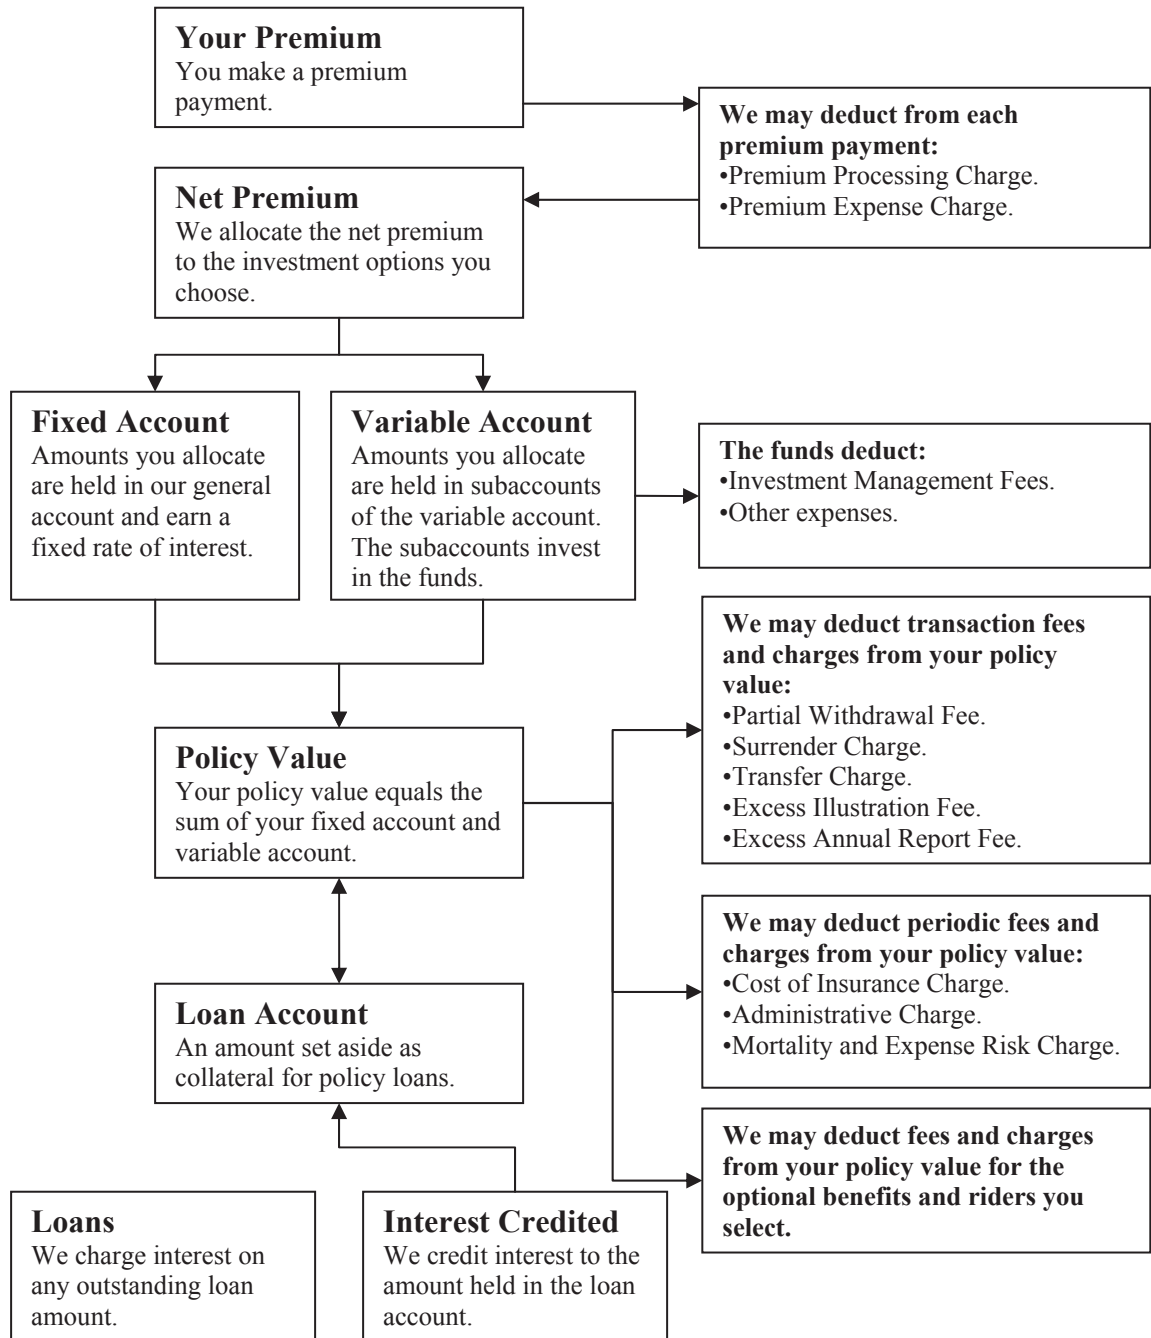 Your Premium
You make a premium
payment.
We may deduct from each
premium payment:
•Premium Processing Charge.
•Premium Expense Charge.
Net Premium
We allocate the net premium
to the investment options you
choose.
Fixed Account
Amounts you allocate
are held in our general
account and earn a
fixed rate of interest.
Variable Account
Amounts you allocate
are held in subaccounts
of the variable account.
The subaccounts invest
in the funds.
The funds deduct:
•Investment Management Fees.
•Other expenses.
We may deduct transaction fees
and charges from your policy
value:
•Partial Withdrawal Fee.
•Surrender Charge.
•Transfer Charge.
•Excess Illustration Fee.
•Excess Annual Report Fee.
Policy Value
Your policy value equals the
sum of your fixed account and
variable account.
We may deduct periodic fees and
charges from your policy value:
•Cost of Insurance Charge.
•Administrative Charge.
•Mortality and Expense Risk Charge.
Loan Account
An amount set aside as
collateral for policy loans.
We may deduct fees and charges
from your policy value for the
optional benefits and riders you
select.
Loans
We charge interest on
any outstanding loan
amount.
Interest Credited
We credit interest to the
amount held in the loan
account.